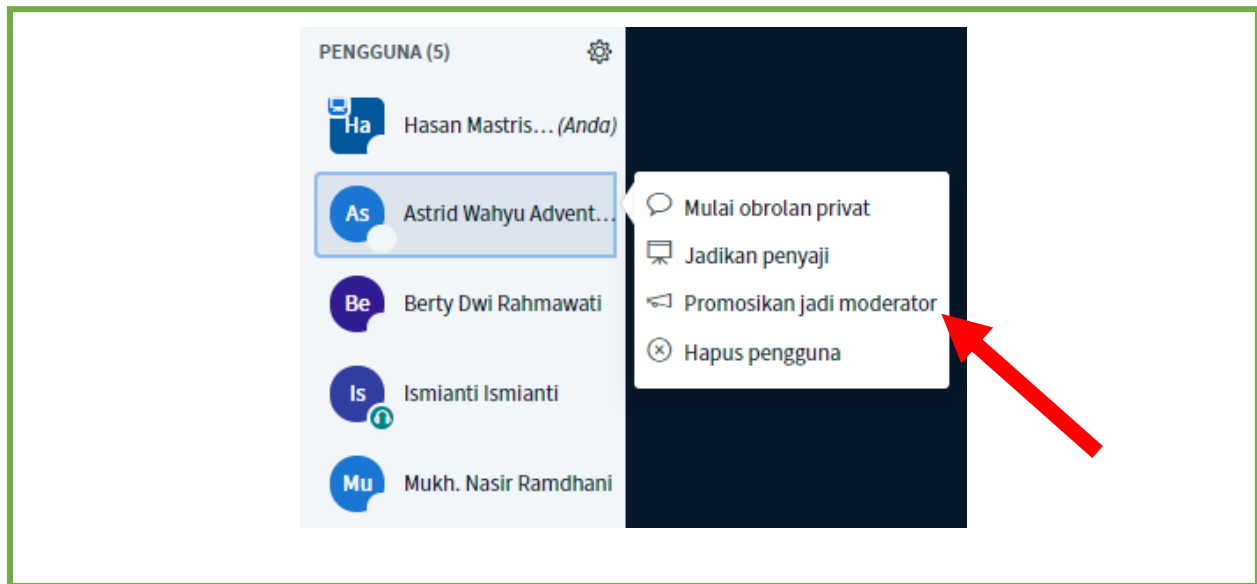 PENGGUNA (5)
Ha
Hasan Mastris... (Anda)
As
Astrid Wahyu Advent...
Be
Berty Dwi Rahmawati
Is
Ismianti Ismianti
Mu
Mukh. Nasir Ramdhani
Mulai obrolan privat
Jadikan penyaji
Promosikan jadi moderator
Hapus pengguna